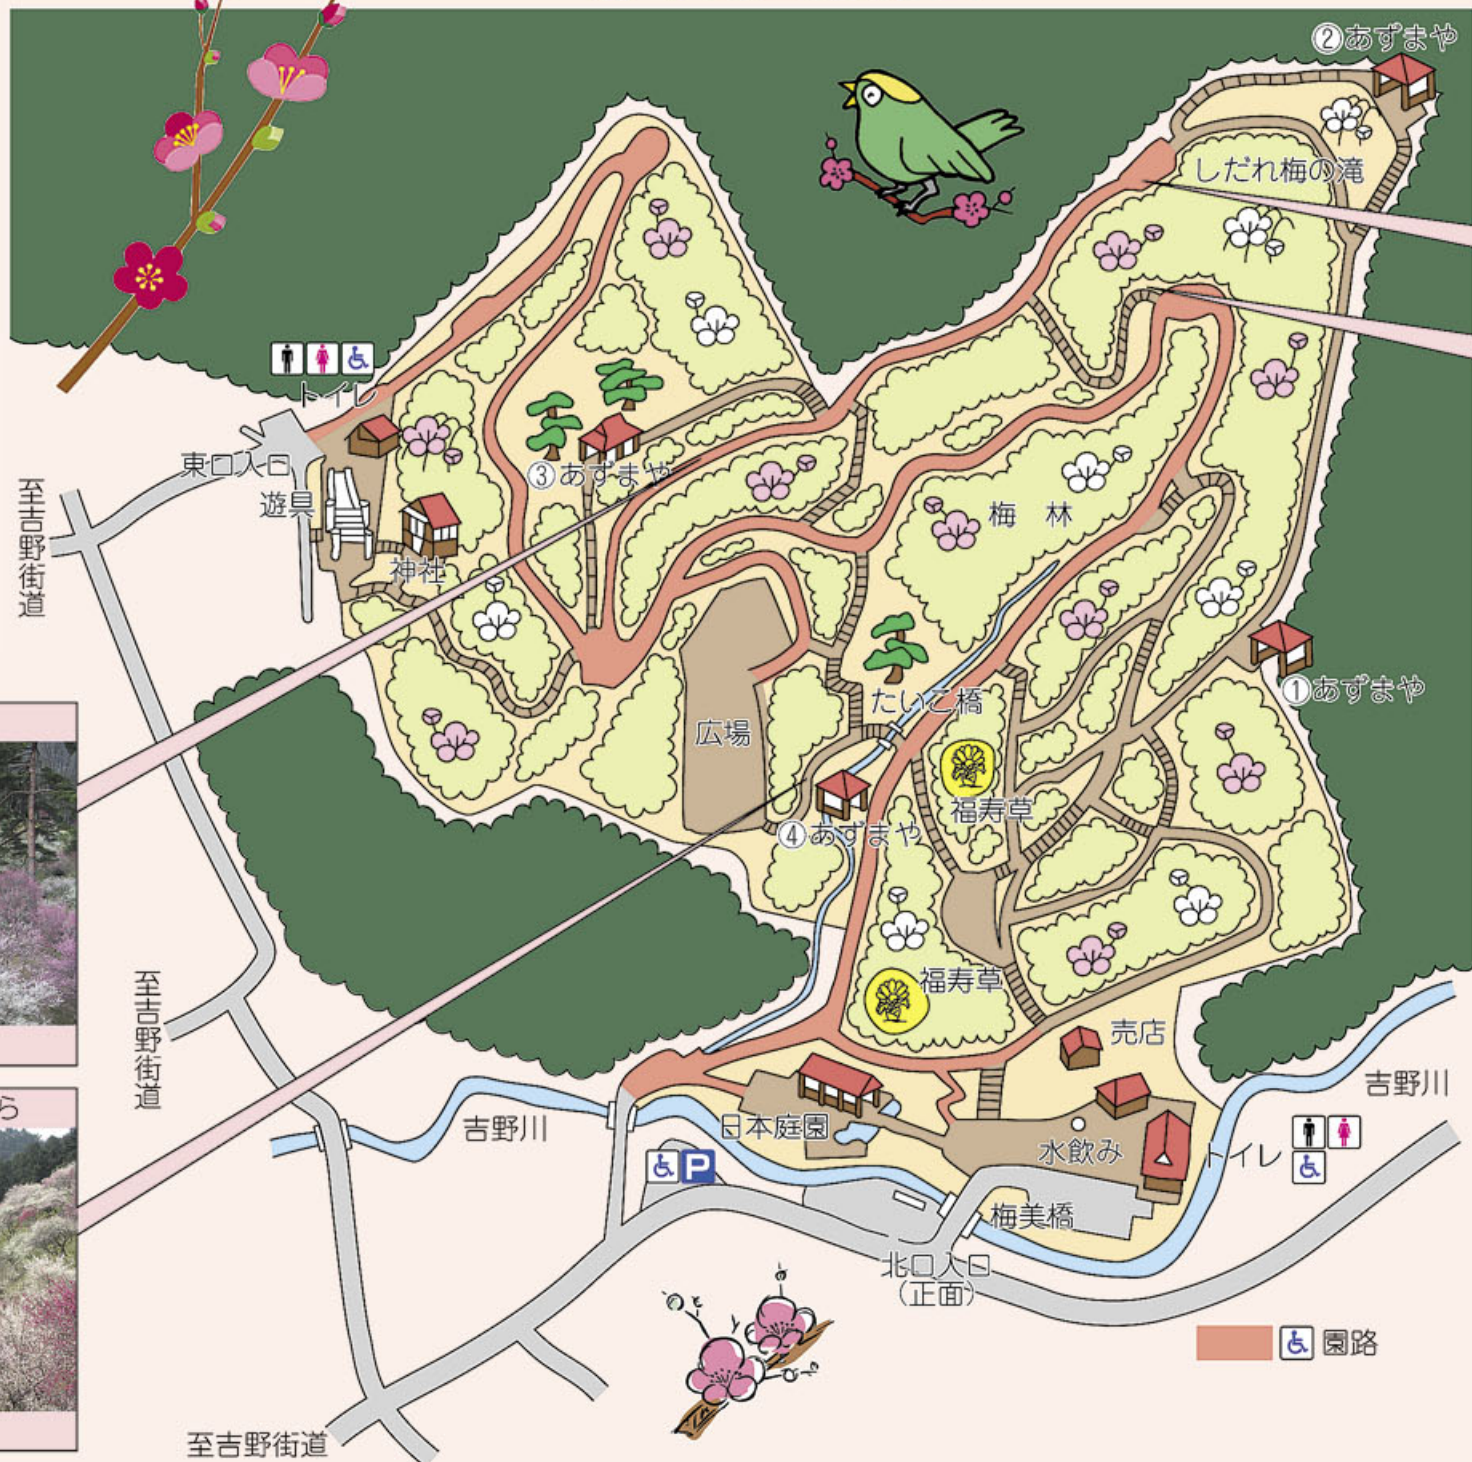 ②あずまや
しだれ梅の滝
トイレ
東口入口
遊具
③あずまや
至吉野街道
神社
梅 林
たいこ橋
①あずまや
広場
福寿草
④あずまや
福寿草
至吉野街道
売店
吉野川
ら
吉野川
日本庭園
水飲み
トイレ
P
梅美橋
北口入口
(正面)
園路
至吉野街道